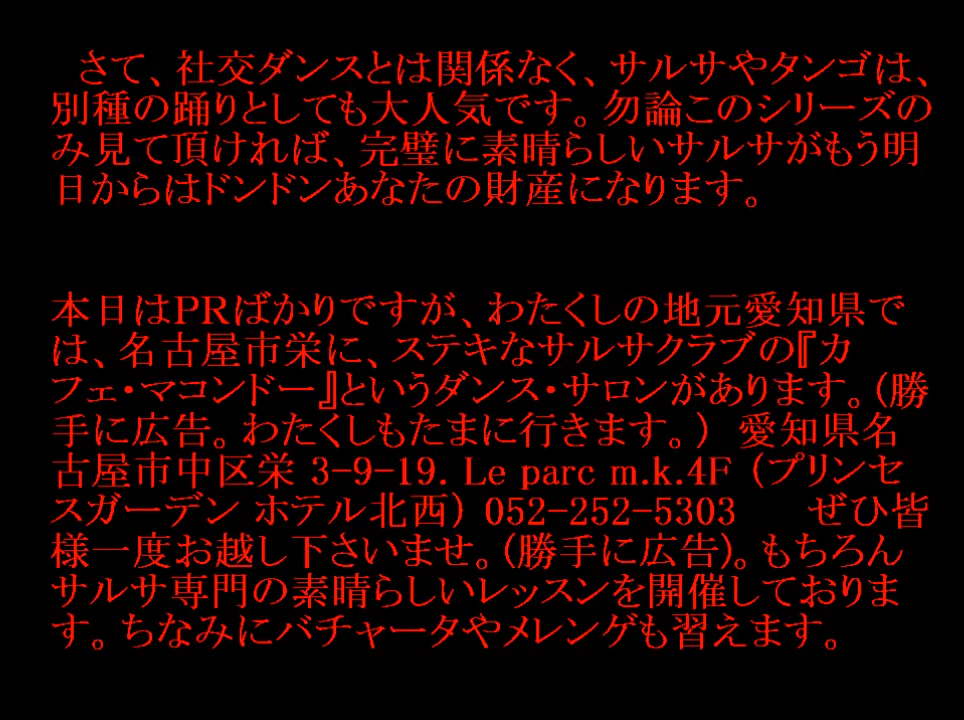 さて、社交ダンスとは関係なく、サルサやタンゴは、
別種の踊りとしても大人気です。勿論このシリーズの
み見て頂ければ、完璧に素晴らしいサルサがもう明
日からはドンドンあなたの財産になります。
本日はPRばかりですが、わたくしの地元愛知県で
は、名古屋市栄に、ステキなサルサクラブの『カ
フェ・マコンドー』というダンス・サロンがあります。（勝
手に広告。わたくしもたまに行きます。） 愛知県名
古屋市中区栄 3-9-19. Le parc m.k.4F （プリンセ
スガーデン ホテル北西） 052-252-5303　　ぜひ皆
様一度お越し下さいませ。（勝手に広告）。もちろん
サルサ専門の素晴らしいレッスンを開催しておりま
す。ちなみにバチャータやメレンゲも習えます。